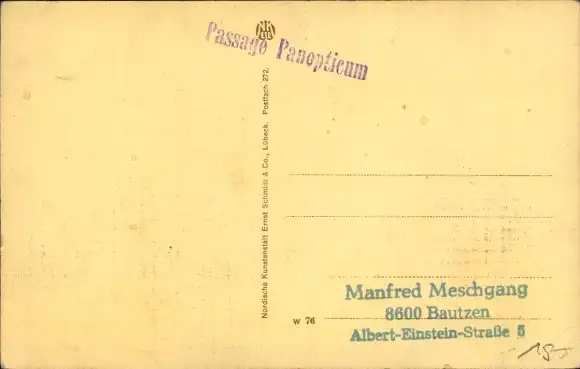 Passage Panopticum
Nordische Kunstanstalt Ernst Schmidt & Co., Lübeck. Postfach 272.
W 76
Manfred Meschgang
8600 Bautzen
Albert-Einstein-Straße 5